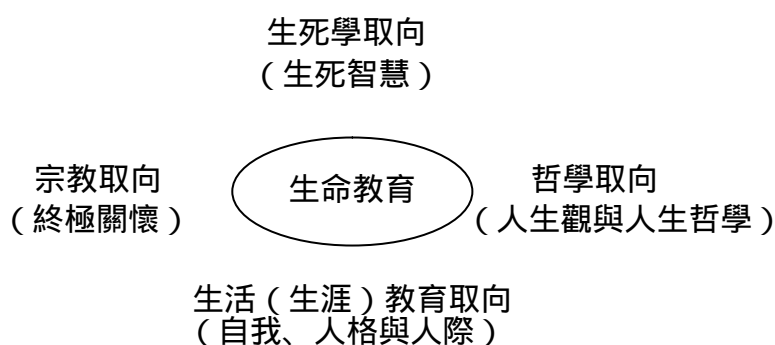 生死學取向
（生死智慧）
宗教取向
（終極關懷）
生命教育
哲學取向
（人生觀與人生哲學）
生活（生涯）教育取向
（自我、人格與人際）